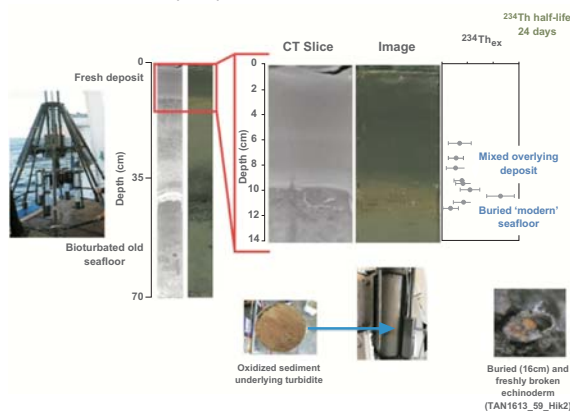 ²³⁴Th half-life
24 days
²³⁴Thₑₓ
CT Slice
Image
Fresh deposit
0
35
70
Depth (cm)
Bioturbated old
seafloor
0
2
4
6
8
10
12
14
Depth (cm)
Mixed overlying
deposit
Buried ‘modern’
seafloor
Oxidized sediment
underlying turbidite
Buried (16cm) and
freshly broken
echinoderm
(TAN1613_59_Hik2)